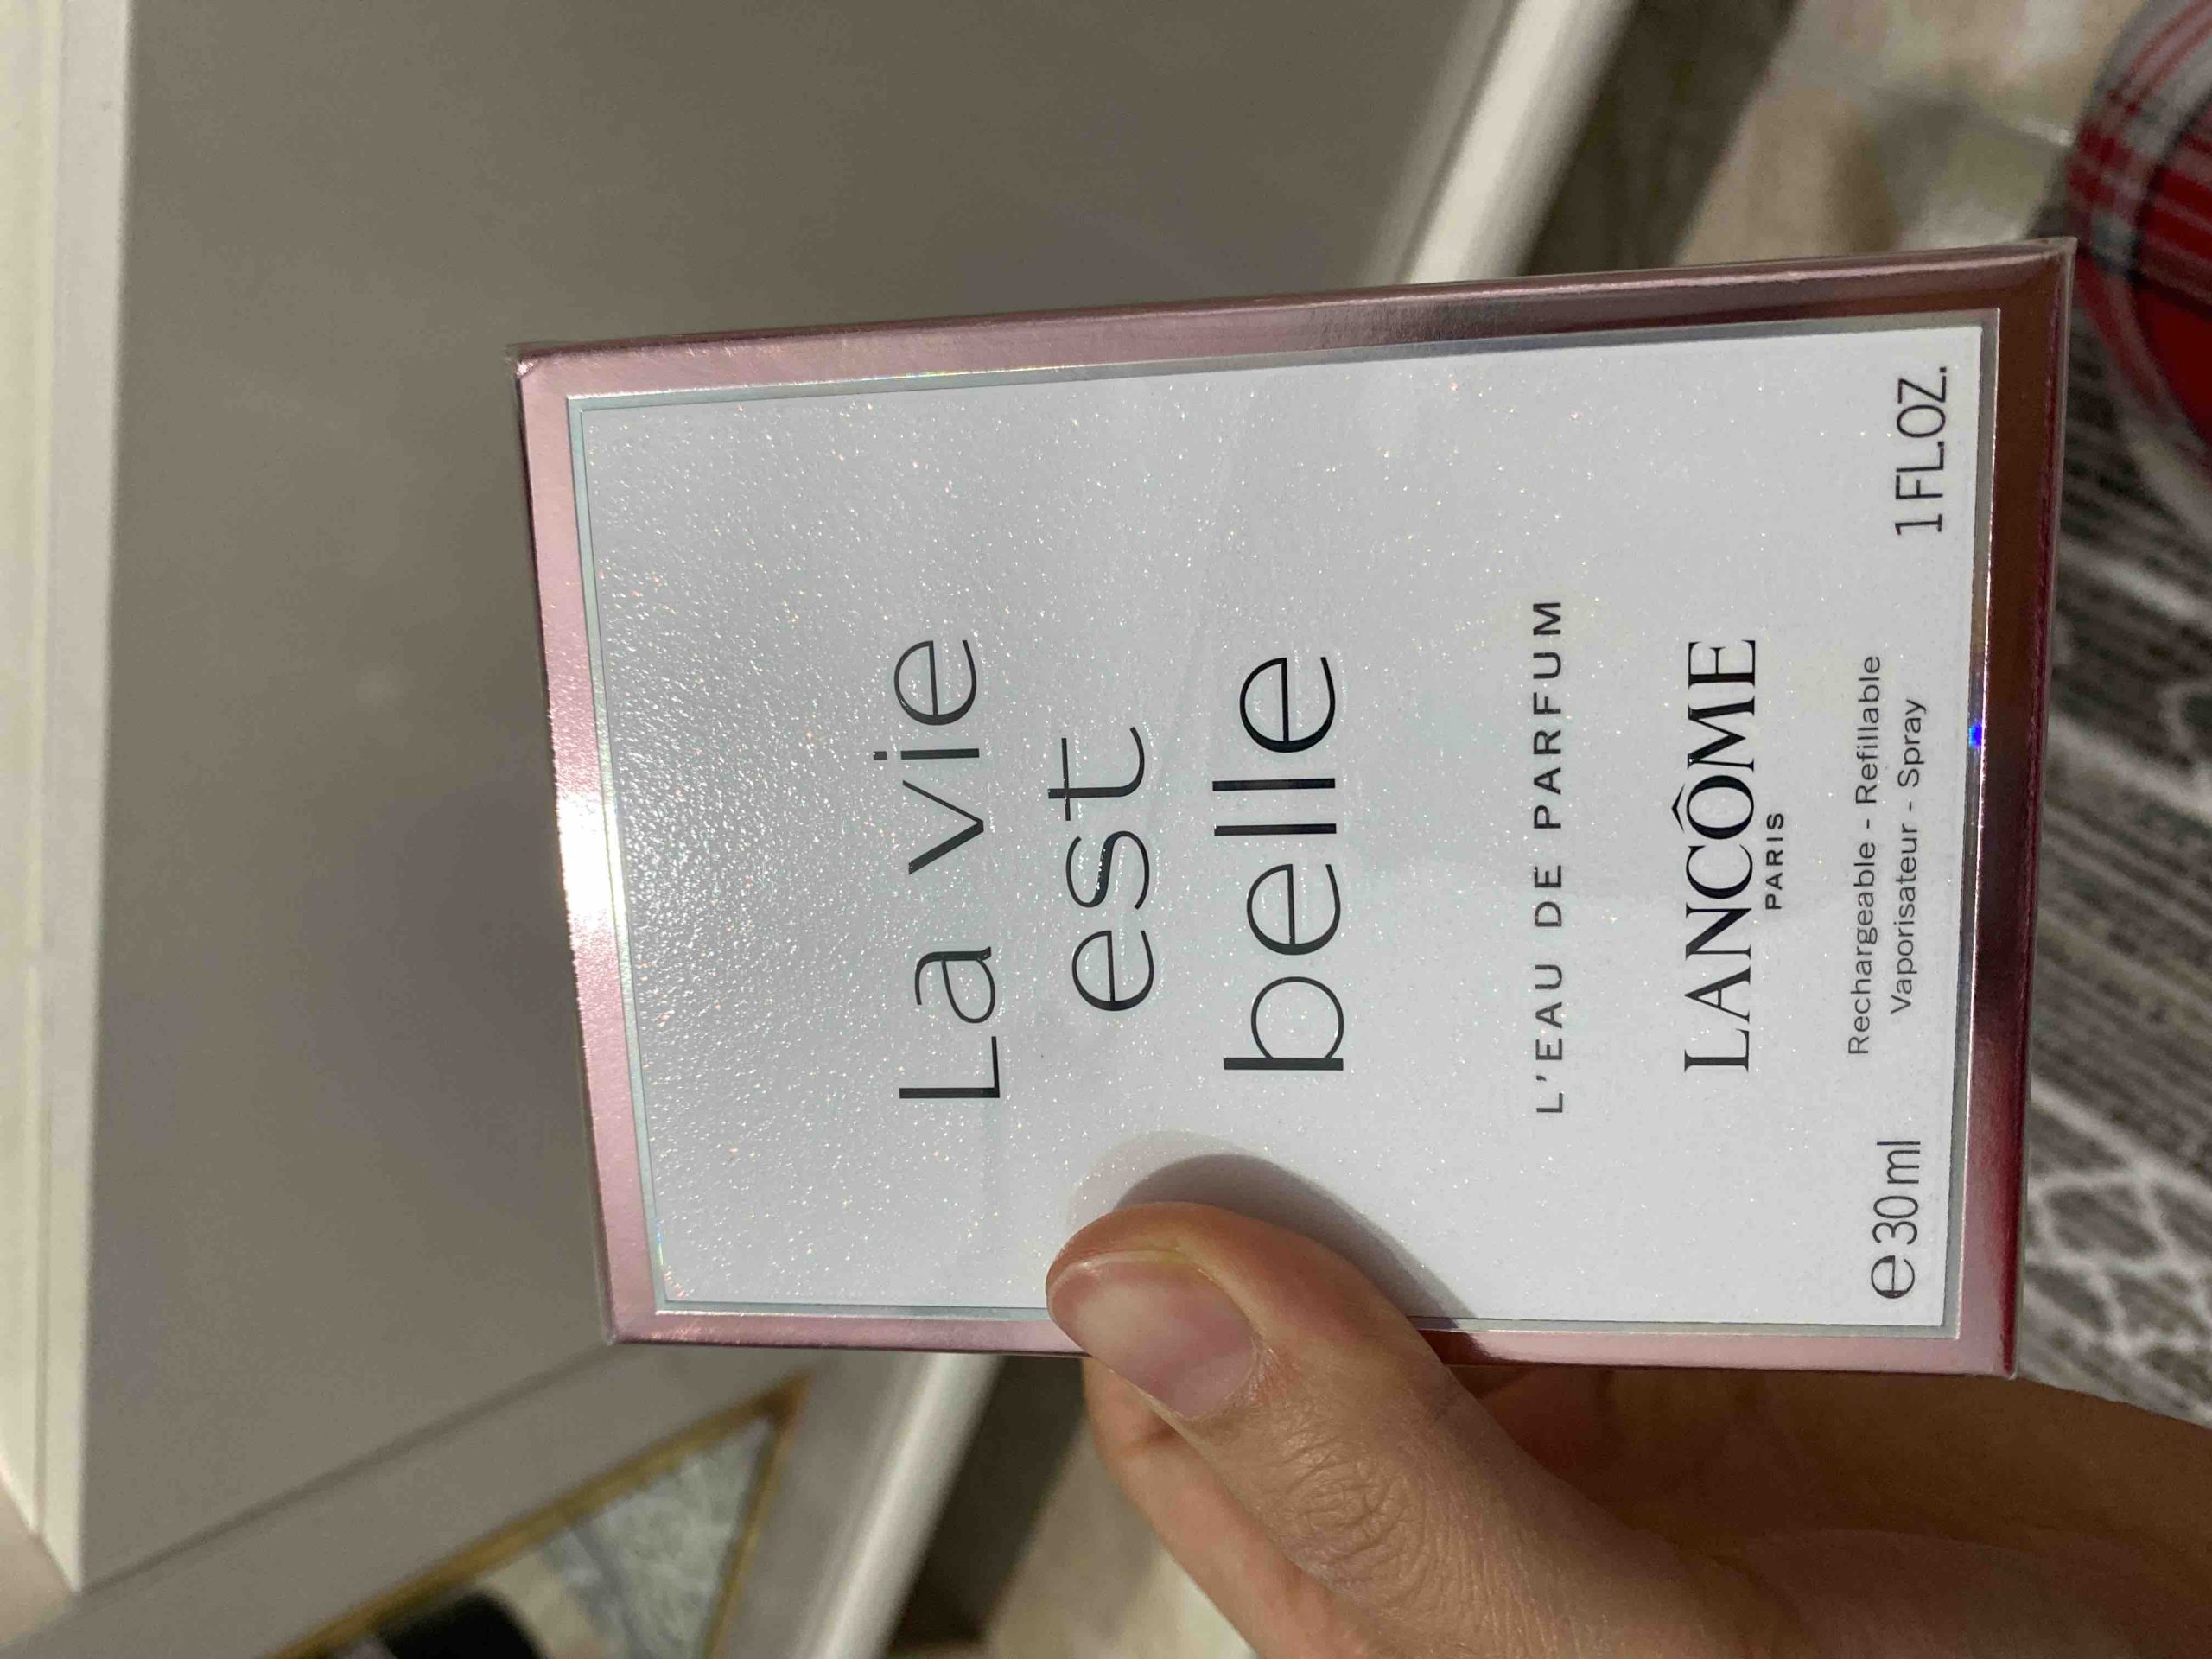 La vie
est
belle
L'EAU DE PARFUM
LANCÔME
PARIS
Rechargeable - Refillable
Vaporisateur - Spray
℮ 30ml
1 FL.OZ.